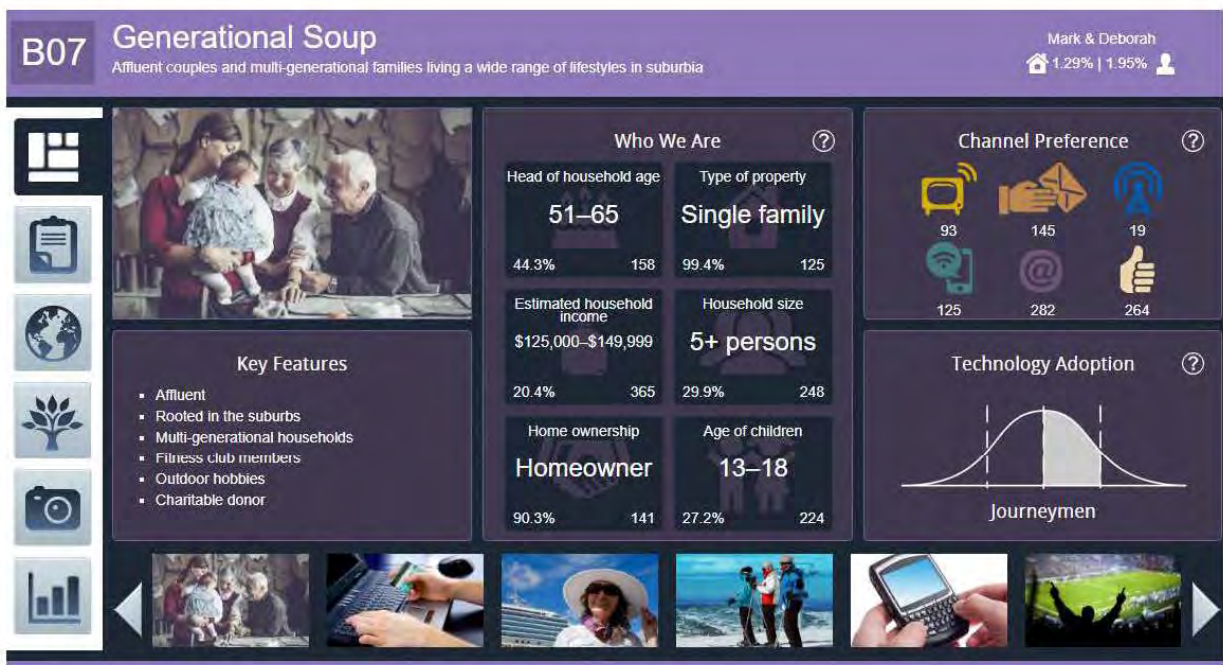 B07
Generational Soup
Affluent couples and multi-generational families living a wide range of lifestyles in suburbia
Mark & Deborah
1.29% | 1.95%
Who We Are
?
Head of household age
51–65
44.3% 158
Type of property
Single family
99.4% 125
Estimated household
income
$125,000–$149,999
20.4% 365
Household size
5+ persons
29.9% 248
Home ownership
Homeowner
90.3% 141
Age of children
13–18
27.2% 224
Channel Preference
?
93 145 19
@
125 282 264
Key Features
Affluent
Rooted in the suburbs
Multi-generational households
Fitness club members
Outdoor hobbies
Charitable donor
Technology Adoption
?
Journeymen